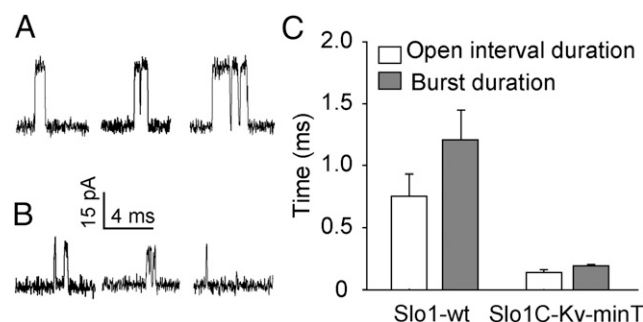 A
B
15 pA
4 ms
C
2.0
1.5
1.0
0.5
0
Time (ms)
Open interval duration
Burst duration
Slo1-wt
Slo1C-Kv-minT